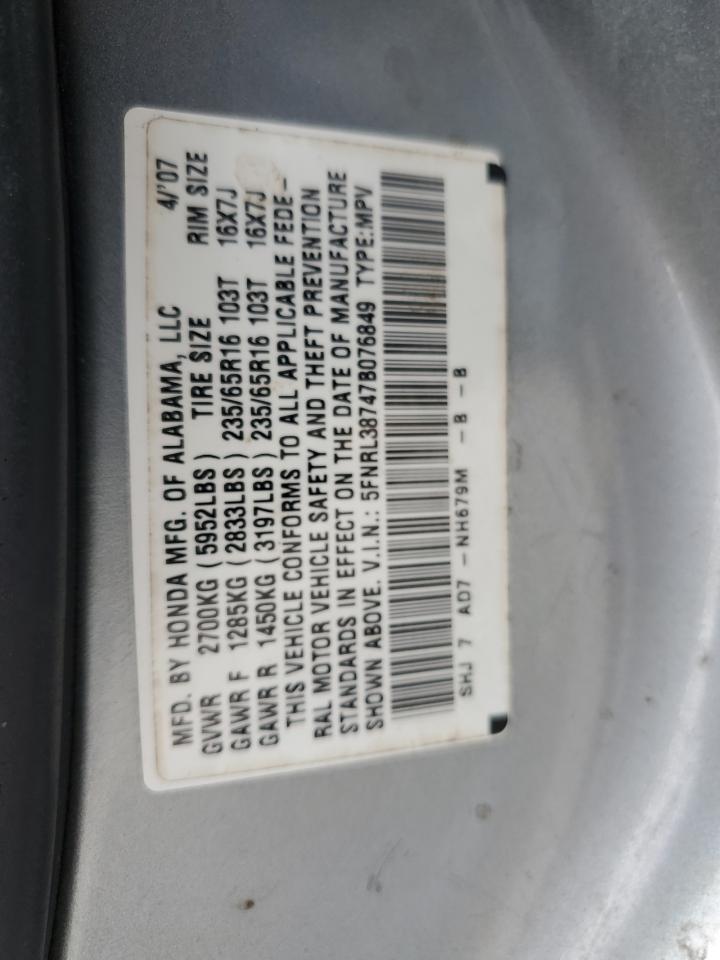 MFD. BY HONDA MFG. OF ALABAMA, LLC 4/'07
GVWR 2700KG (5952LBS) TIRE SIZE RIM SIZE
GAWR F 1285KG (2833LBS) 235/65R16 103T 16X7J
GAWR R 1450KG (3197LBS) 235/65R16 103T 16X7J
THIS VEHICLE CONFORMS TO ALL APPLICABLE FEDE-
RAL MOTOR VEHICLE SAFETY AND THEFT PREVENTION
STANDARDS IN EFFECT ON THE DATE OF MANUFACTURE
SHOWN ABOVE. V.I.N.: 5FNRL38747B076849 TYPE:MPV
SHJ 7 AD7 - NH679M - B - B